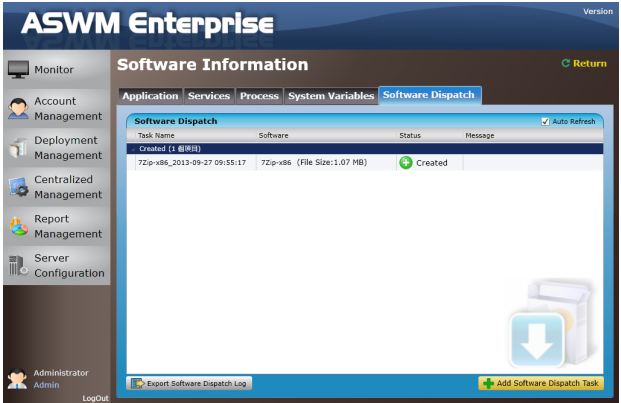 ASWM Enterprise
Version
Monitor
Account
Management
Deployment
Management
Centralized
Management
Report
Management
Server
Configuration
Administrator
Admin
LogOut
Software Information
Return
Application Services Process System Variables Software Dispatch
Software Dispatch
Auto Refresh
Task Name Software Status Message
Created (1 個項目)
7Zip-x86_2013-09-27 09:55:17 7Zip-x86 (File Size:1.07 MB) Created
Export Software Dispatch Log
Add Software Dispatch Task